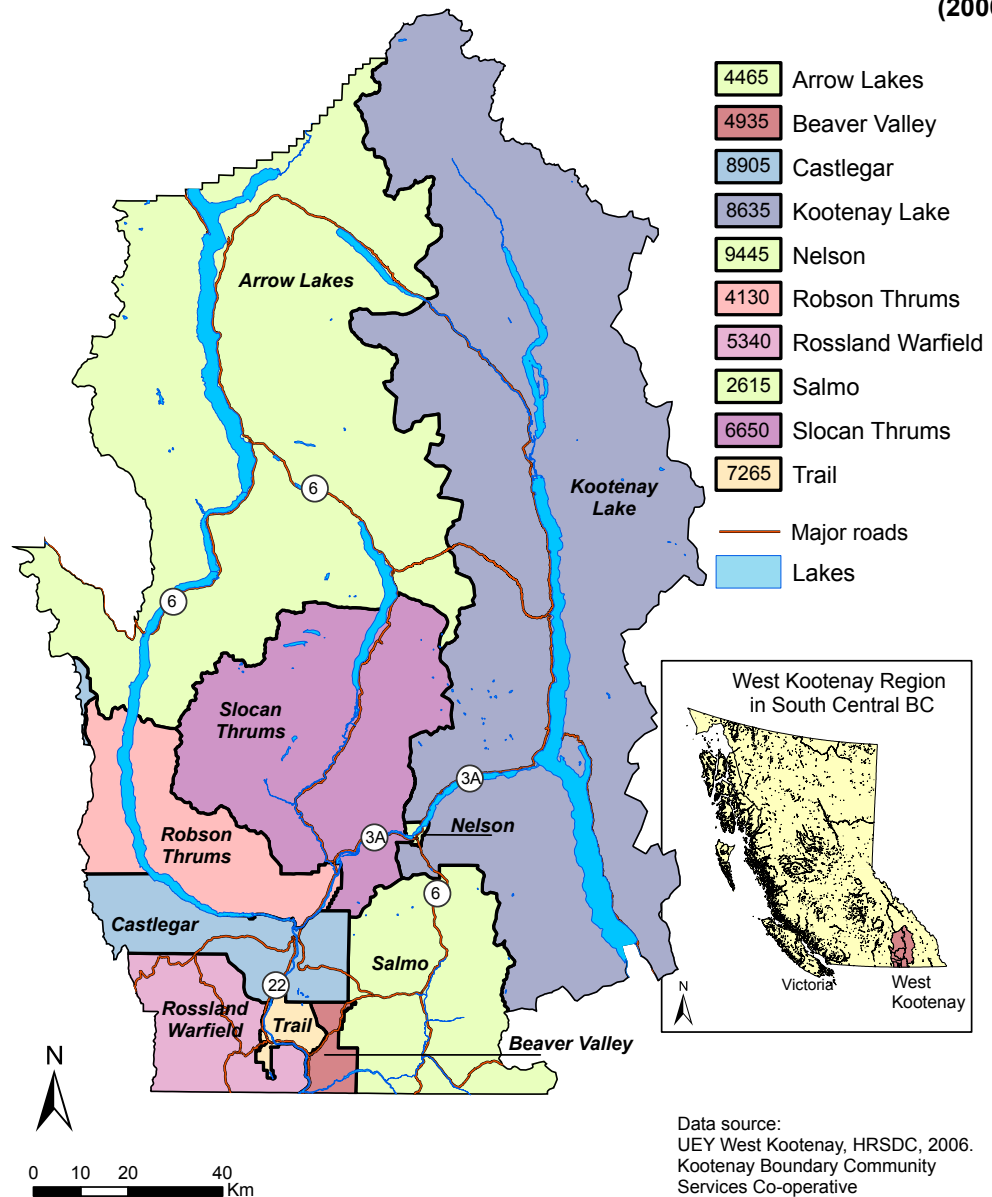 (2006
4465 Arrow Lakes
4935 Beaver Valley
8905 Castlegar
8635 Kootenay Lake
9445 Nelson
4130 Robson Thrums
5340 Rossland Warfield
2615 Salmo
6650 Slocan Thrums
7265 Trail
Major roads
Lakes
Arrow Lakes
6
Kootenay
Lake
6
Slocan
Thrums
3A
Nelson
3A
Robson
Thrums
6
Castlegar
Salmo
22
Rossland
Warfield
Trail
Beaver Valley
West Kootenay Region
in South Central BC
Victoria
West
Kootenay
N
N
0 10 20 40
Km
Data source:
UEY West Kootenay, HRSDC, 2006.
Kootenay Boundary Community
Services Co-operative